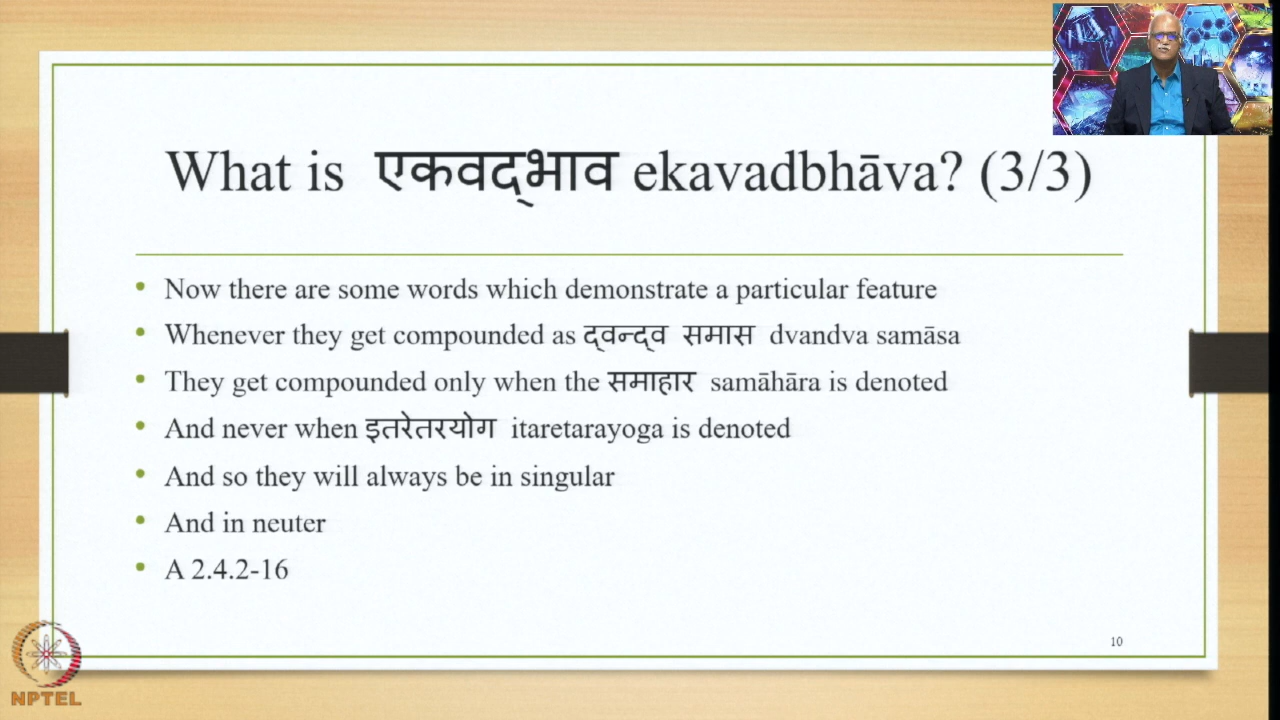 What is एकवद्‌भाव ekavadbhāva? (3/3)
• Now there are some words which demonstrate a particular feature
• Whenever they get compounded as द्‌वन्द्‌व समास dvandva samāsa
• They get compounded only when the समाहार samāhāra is denoted
• And never when इतरेतरयोग itaretarayoga is denoted
• And so they will always be in singular
• And in neuter
• A 2.4.2-16
10
NPTEL